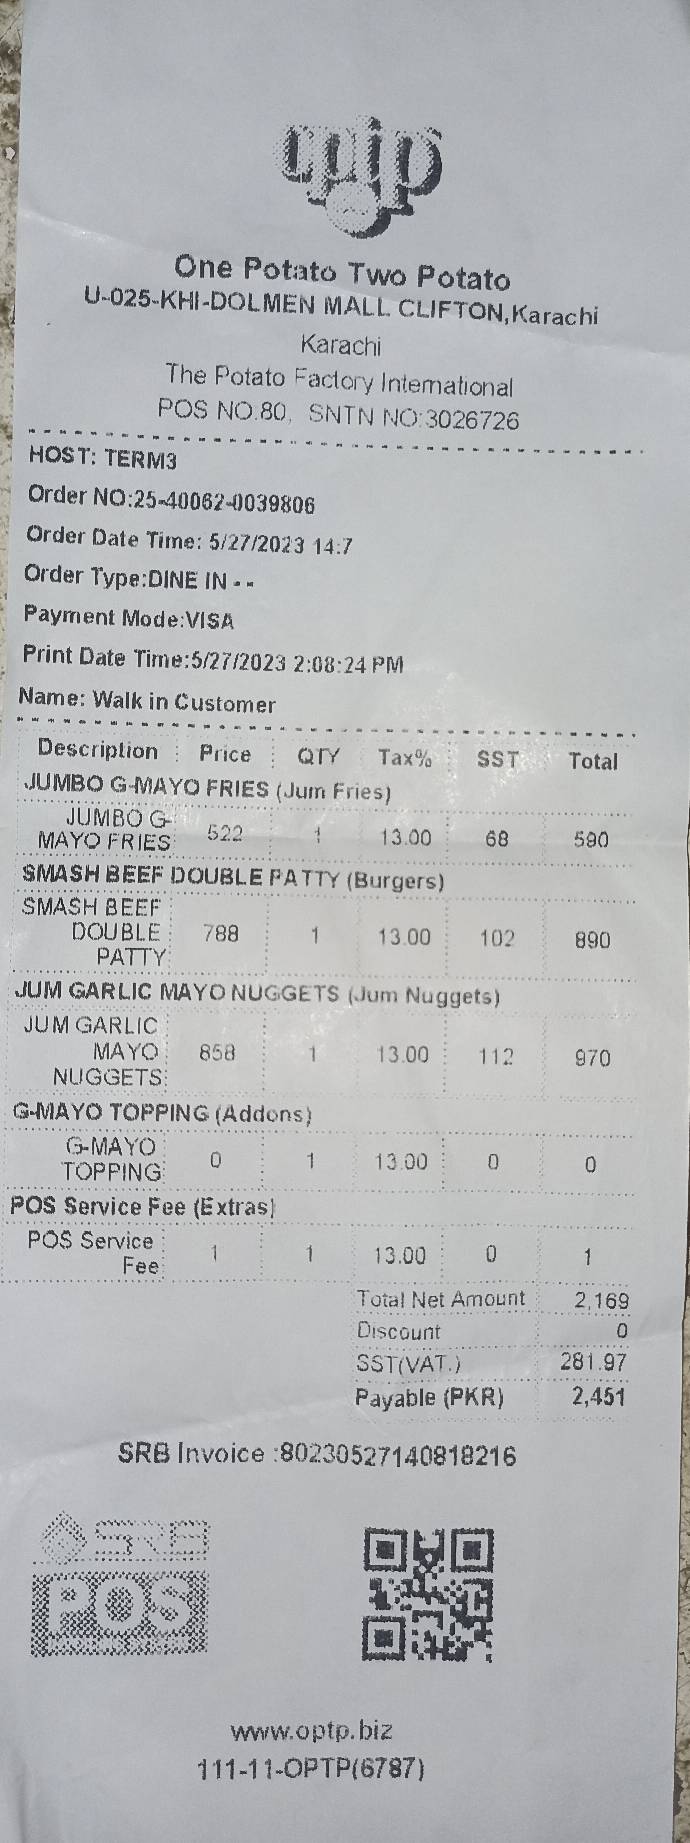 optp
One Potato Two Potato
U-025-KHI-DOLMEN MALL CLIFTON,Karachi
Karachi
The Potato Factory International
POS NO.80, SNTN NO:3026726
HOST: TERM3
Order NO:25-40062-0039806
Order Date Time: 5/27/2023 14:7
Order Type:DINE IN - -
Payment Mode:VISA
Print Date Time:5/27/2023 2:08:24 PM
Name: Walk in Customer
Description Price QTY Tax% SST Total
JUMBO G-MAYO FRIES (Jum Fries)
JUMBO G-
MAYO FRIES 522 1 13.00 68 590
SMASH BEEF DOUBLE PATTY (Burgers)
SMASH BEEF
DOUBLE 788 1 13.00 102 890
PATTY
JUM GARLIC MAYO NUGGETS (Jum Nuggets)
JUM GARLIC
MAYO 858 1 13.00 112 970
NUGGETS
G-MAYO TOPPING (Addons)
G-MAYO
TOPPING 0 1 13.00 0 0
POS Service Fee (Extras)
POS Service
Fee 1 1 13.00 0 1
Total Net Amount 2,169
Discount 0
SST(VAT.) 281.97
Payable (PKR) 2,451
SRB Invoice :80230527140818216
SRB
POS
www.optp.biz
111-11-OPTP(6787)